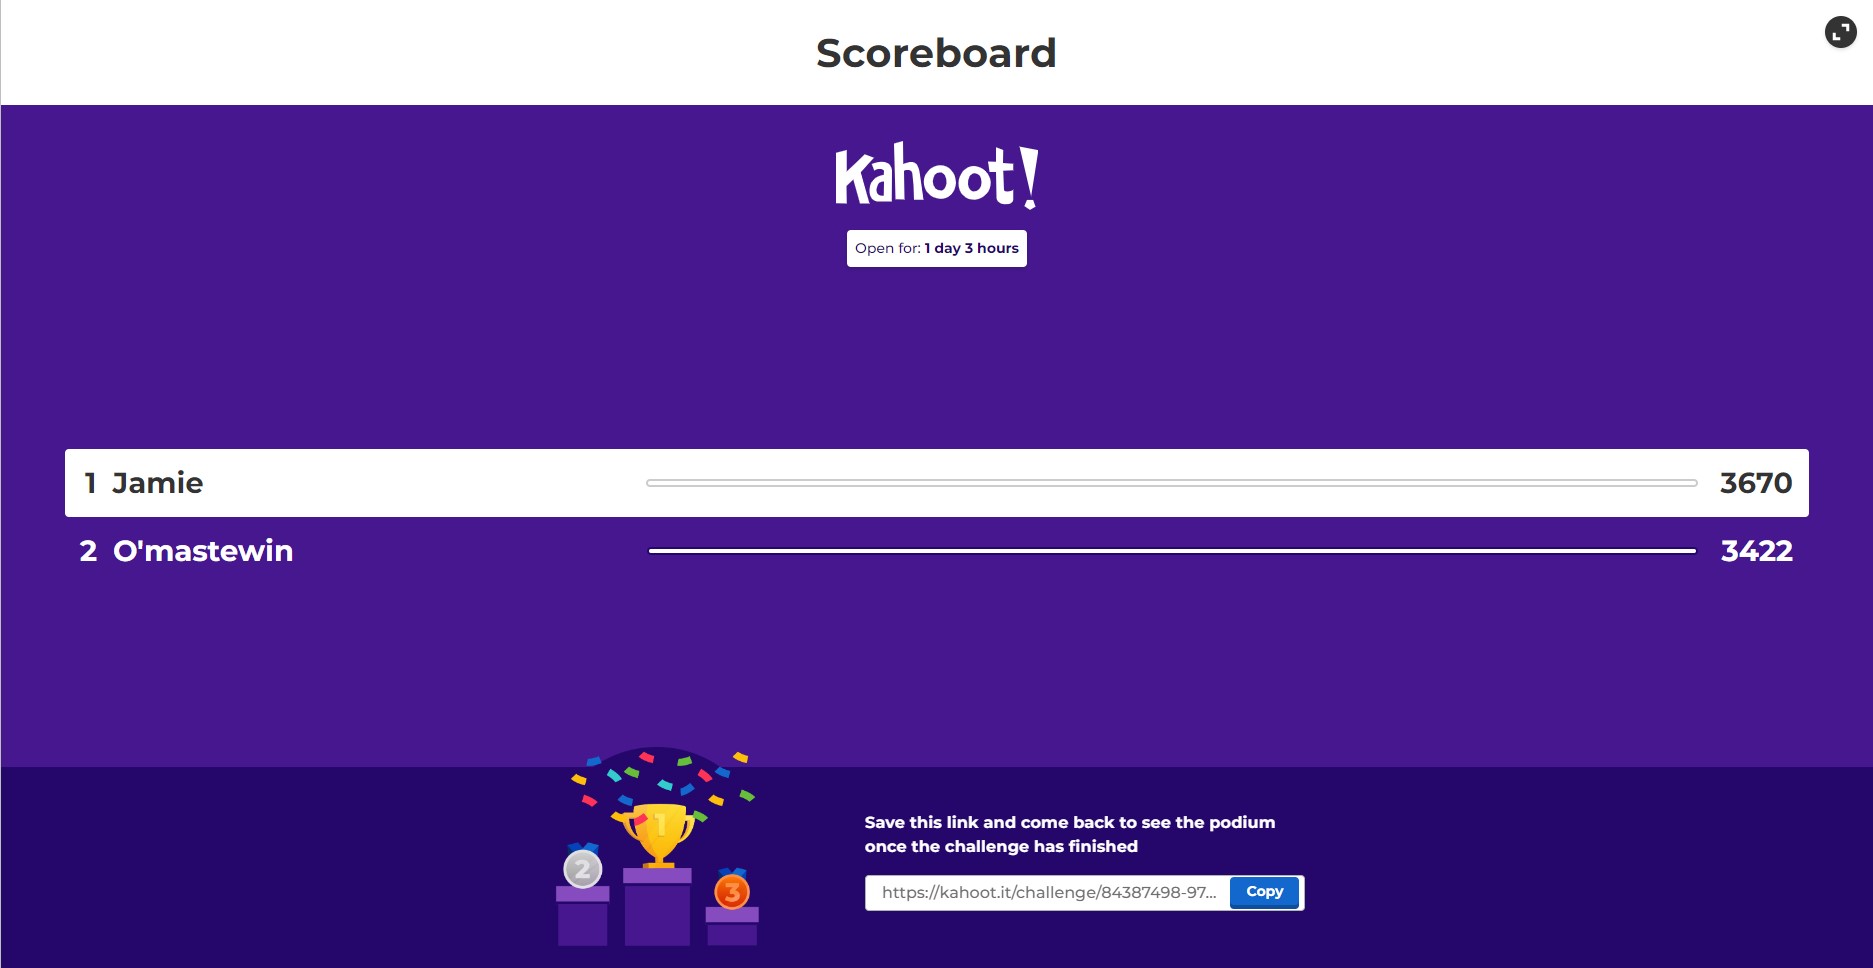 Scoreboard
Kahoot!
Open for: 1 day 3 hours
1 Jamie 3670
2 O'mastewin 3422
1
2
3
Save this link and come back to see the podium
once the challenge has finished
https://kahoot.it/challenge/84387498-97... Copy